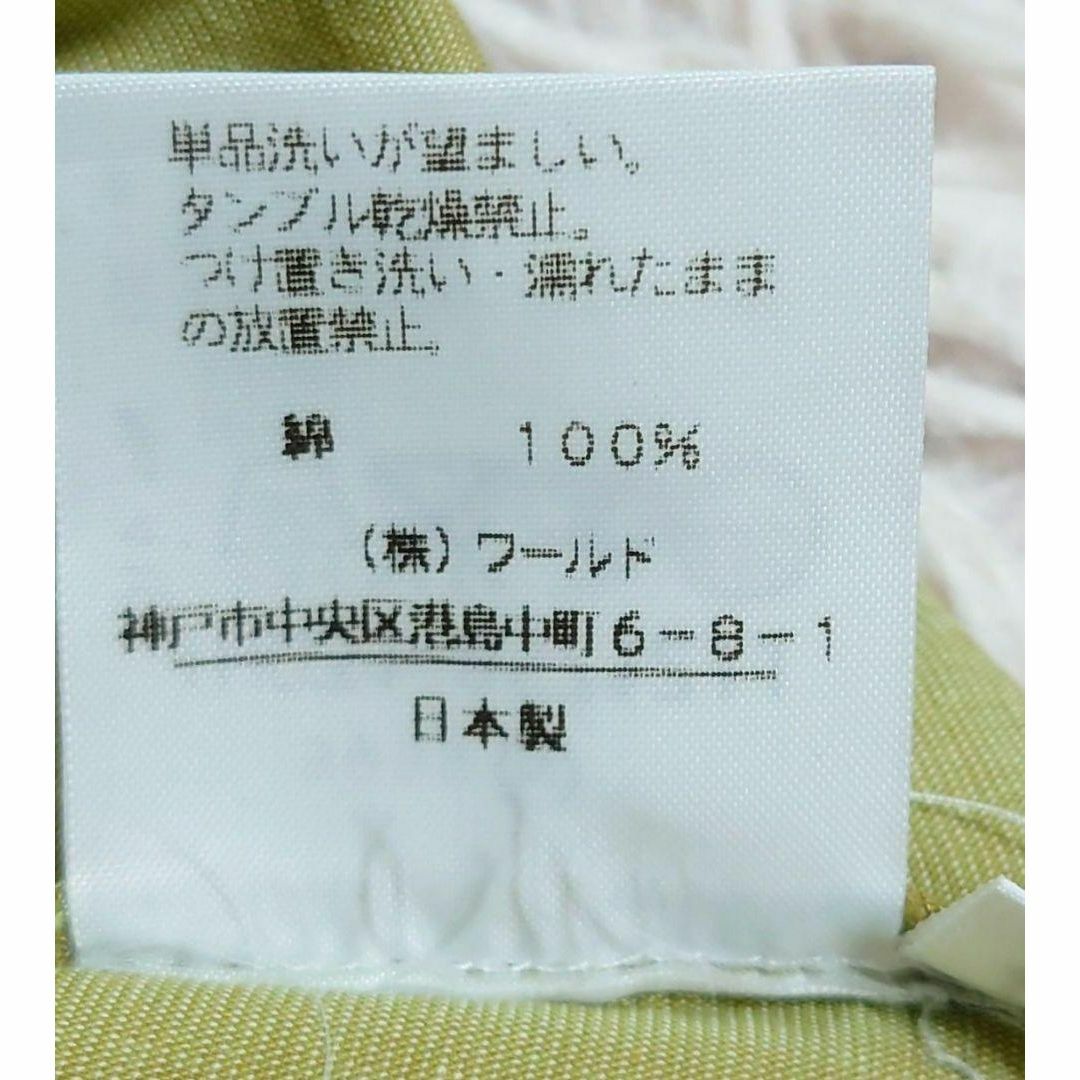 単品洗いが望ましい。
タンブル乾燥禁止。
つけ置き洗い・濡れたまま
の放置禁止。
綿 100%
(株)ワールド
神戸市中央区港島中町6-8-1
日本製